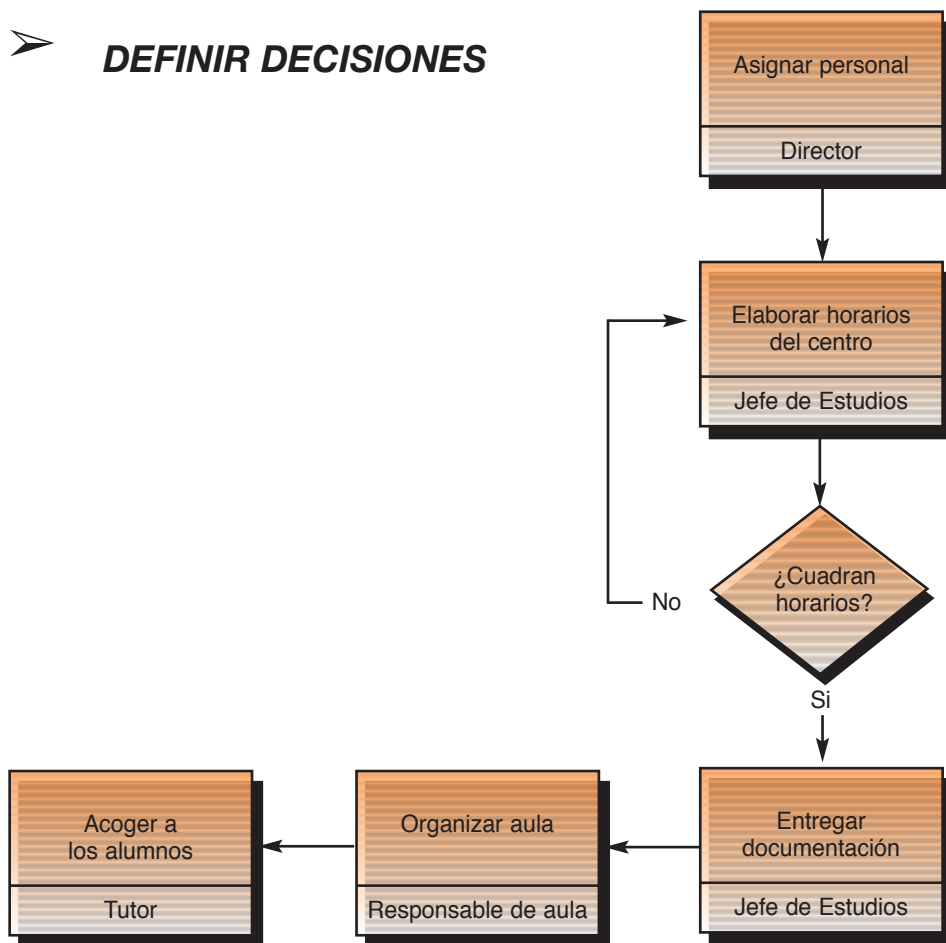 DEFINIR DECISIONES
Asignar personal
Director
Elaborar horarios
del centro
Jefe de Estudios
¿Cuadran
horarios?
No
Si
Entregar
documentación
Jefe de Estudios
Organizar aula
Responsable de aula
Acoger a
los alumnos
Tutor